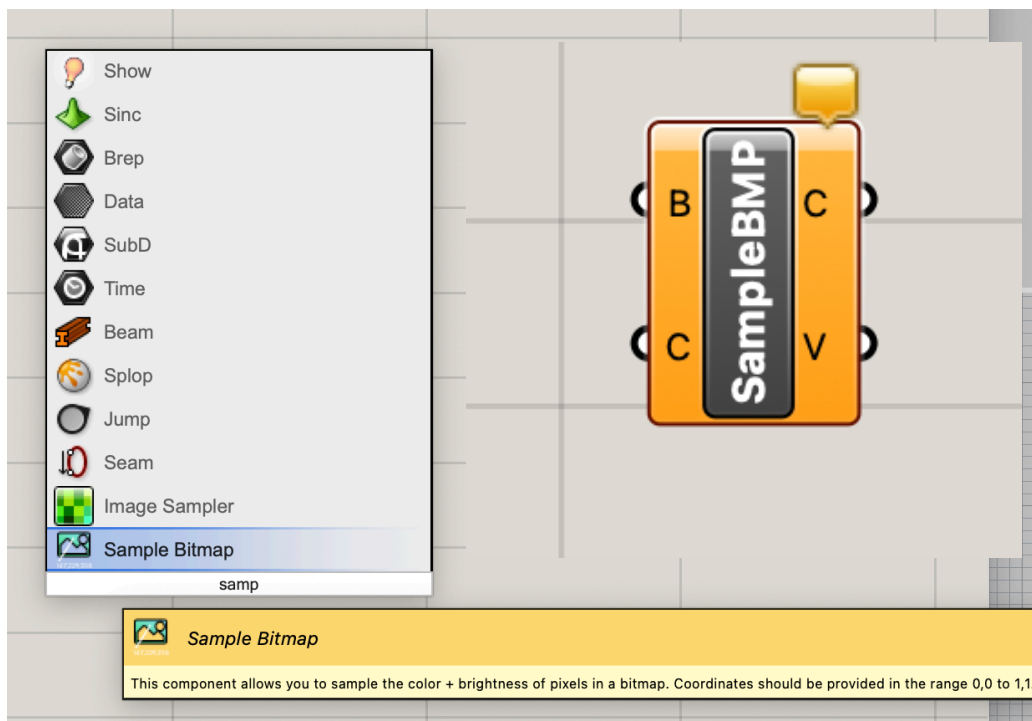 Show
Sinc
Brep
Data
SubD
Time
Beam
Splop
Jump
Seam
Image Sampler
Sample Bitmap
samp
B
C
SampleBMP
C
V
Sample Bitmap
This component allows you to sample the color + brightness of pixels in a bitmap. Coordinates should be provided in the range 0,0 to 1,1